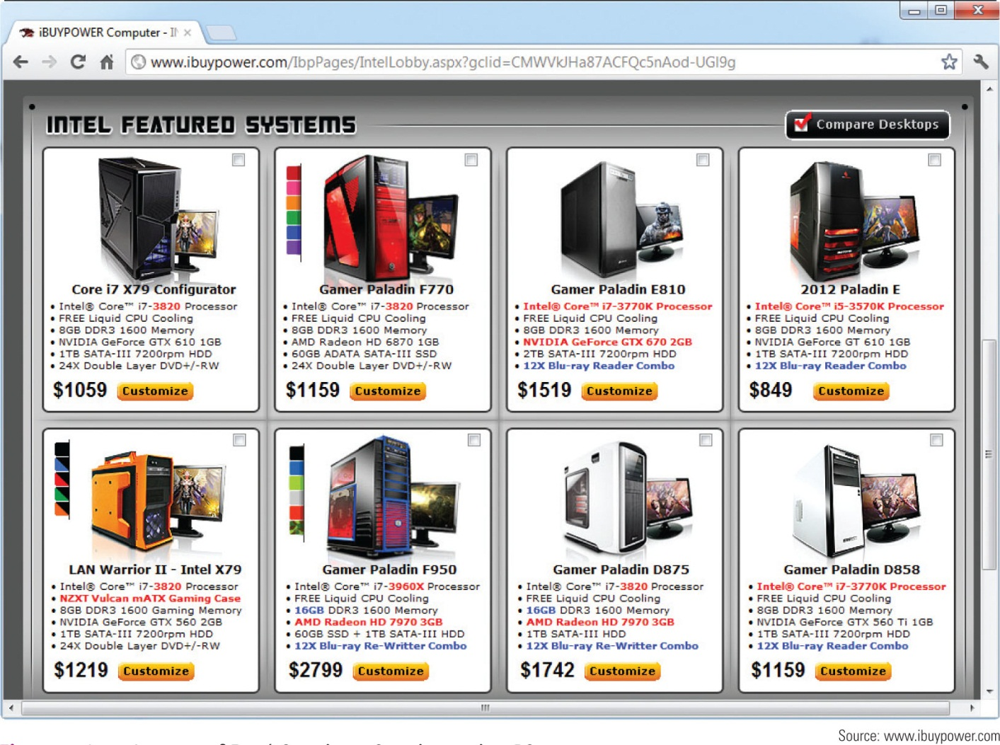 iBUYPOWER Computer - I
www.ibuypower.com/IbpPages/IntelLobby.aspx?gclid=CMWVkJHa87ACFQc5nAod-UGl9g
INTEL FEATURED SYSTEMS
Compare Desktops
Core i7 X79 Configurator
• Intel® Core™ i7-3820 Processor
• FREE Liquid CPU Cooling
• 8GB DDR3 1600 Memory
• NVIDIA GeForce GTX 610 1GB
• 1TB SATA-III 7200rpm HDD
• 24X Double Layer DVD+/-RW
$1059 Customize
Gamer Paladin F770
• Intel® Core™ i7-3820 Processor
• FREE Liquid CPU Cooling
• 8GB DDR3 1600 Memory
• AMD Radeon HD 6870 1GB
• 60GB ADATA SATA-III SSD
• 24X Double Layer DVD+/-RW
$1159 Customize
Gamer Paladin E810
• Intel® Core™ i7-3770K Processor
• FREE Liquid CPU Cooling
• 8GB DDR3 1600 Memory
• NVIDIA GeForce GTX 670 2GB
• 2TB SATA-III 7200rpm HDD
• 12X Blu-ray Reader Combo
$1519 Customize
2012 Paladin E
• Intel® Core™ i5-3570K Processor
• FREE Liquid CPU Cooling
• 8GB DDR3 1600 Memory
• NVIDIA GeForce GT 610 1GB
• 1TB SATA-III 7200rpm HDD
• 12X Blu-ray Reader Combo
$849 Customize
LAN Warrior II - Intel X79
• Intel® Core™ i7-3820 Processor
• NZXT Vulcan mATX Gaming Case
• 8GB DDR3 1600 Gaming Memory
• NVIDIA GeForce GTX 560 2GB
• 1TB SATA-III 7200rpm HDD
• 24X Double Layer DVD+/-RW
$1219 Customize
Gamer Paladin F950
• Intel® Core™ i7-3960X Processor
• FREE Liquid CPU Cooling
• 16GB DDR3 1600 Memory
• AMD Radeon HD 7970 3GB
• 60GB SSD + 1TB SATA-III HDD
• 12X Blu-ray Re-Writter Combo
$2799 Customize
Gamer Paladin D875
• Intel® Core™ i7-3820 Processor
• FREE Liquid CPU Cooling
• 16GB DDR3 1600 Memory
• AMD Radeon HD 7970 3GB
• 1TB SATA-III HDD
• 12X Blu-ray Re-Writter Combo
$1742 Customize
Gamer Paladin D858
• Intel® Core™ i7-3770K Processor
• FREE Liquid CPU Cooling
• 8GB DDR3 1600 Memory
• NVIDIA GeForce GTX 560 Ti 1GB
• 1TB SATA-III 7200rpm HDD
• 12X Blu-ray Reader Combo
$1159 Customize
Source: www.ibuypower.com